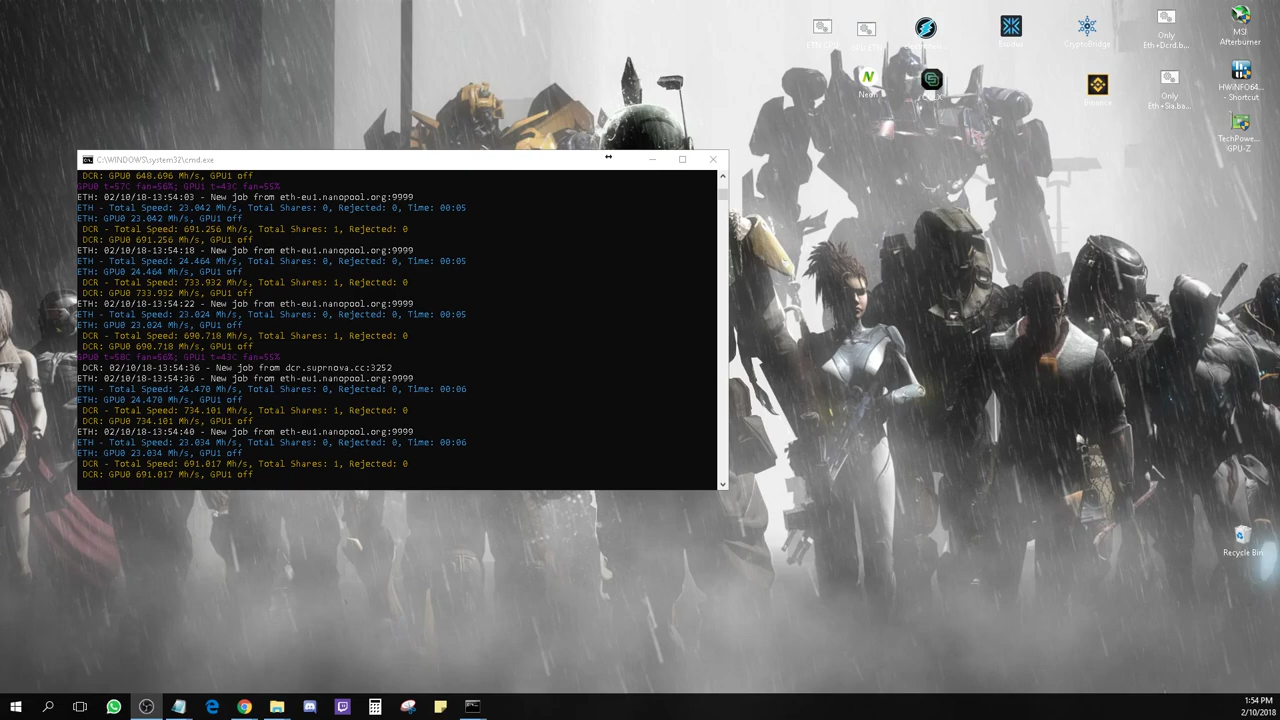 C:\WINDOWS\system32\cmd.exe
DCR: GPU0 648.696 Mh/s, GPU1 off
GPU0 t=57C fan=56%; GPU1 t=43C fan=55%
ETH: 02/10/18-13:54:03 - New job from eth-eu1.nanopool.org:9999
ETH - Total Speed: 23.042 Mh/s, Total Shares: 0, Rejected: 0, Time: 00:05
ETH: GPU0 23.042 Mh/s, GPU1 off
DCR - Total Speed: 691.256 Mh/s, Total Shares: 1, Rejected: 0
DCR: GPU0 691.256 Mh/s, GPU1 off
ETH: 02/10/18-13:54:18 - New job from eth-eu1.nanopool.org:9999
ETH - Total Speed: 24.464 Mh/s, Total Shares: 0, Rejected: 0, Time: 00:05
ETH: GPU0 24.464 Mh/s, GPU1 off
DCR - Total Speed: 733.932 Mh/s, Total Shares: 1, Rejected: 0
DCR: GPU0 733.932 Mh/s, GPU1 off
ETH: 02/10/18-13:54:22 - New job from eth-eu1.nanopool.org:9999
ETH - Total Speed: 23.024 Mh/s, Total Shares: 0, Rejected: 0, Time: 00:05
ETH: GPU0 23.024 Mh/s, GPU1 off
DCR - Total Speed: 690.718 Mh/s, Total Shares: 1, Rejected: 0
DCR: GPU0 690.718 Mh/s, GPU1 off
GPU0 t=58C fan=56%; GPU1 t=43C fan=55%
DCR: 02/10/18-13:54:36 - New job from dcr.suprnova.cc:3252
ETH: 02/10/18-13:54:36 - New job from eth-eu1.nanopool.org:9999
ETH - Total Speed: 24.470 Mh/s, Total Shares: 0, Rejected: 0, Time: 00:06
ETH: GPU0 24.470 Mh/s, GPU1 off
DCR - Total Speed: 734.101 Mh/s, Total Shares: 1, Rejected: 0
DCR: GPU0 734.101 Mh/s, GPU1 off
ETH: 02/10/18-13:54:40 - New job from eth-eu1.nanopool.org:9999
ETH - Total Speed: 23.034 Mh/s, Total Shares: 0, Rejected: 0, Time: 00:06
ETH: GPU0 23.034 Mh/s, GPU1 off
DCR - Total Speed: 691.017 Mh/s, Total Shares: 1, Rejected: 0
DCR: GPU0 691.017 Mh/s, GPU1 off
CryptoBridge
Only
Eth+Dcrd.b...
MSI
Afterburner
Neon
Binance
Only
Eth+Sia.ba...
HWiNFO64...
- Shortcut
TechPowe...
GPU-Z
Recycle Bin
1:54 PM
2/10/2018